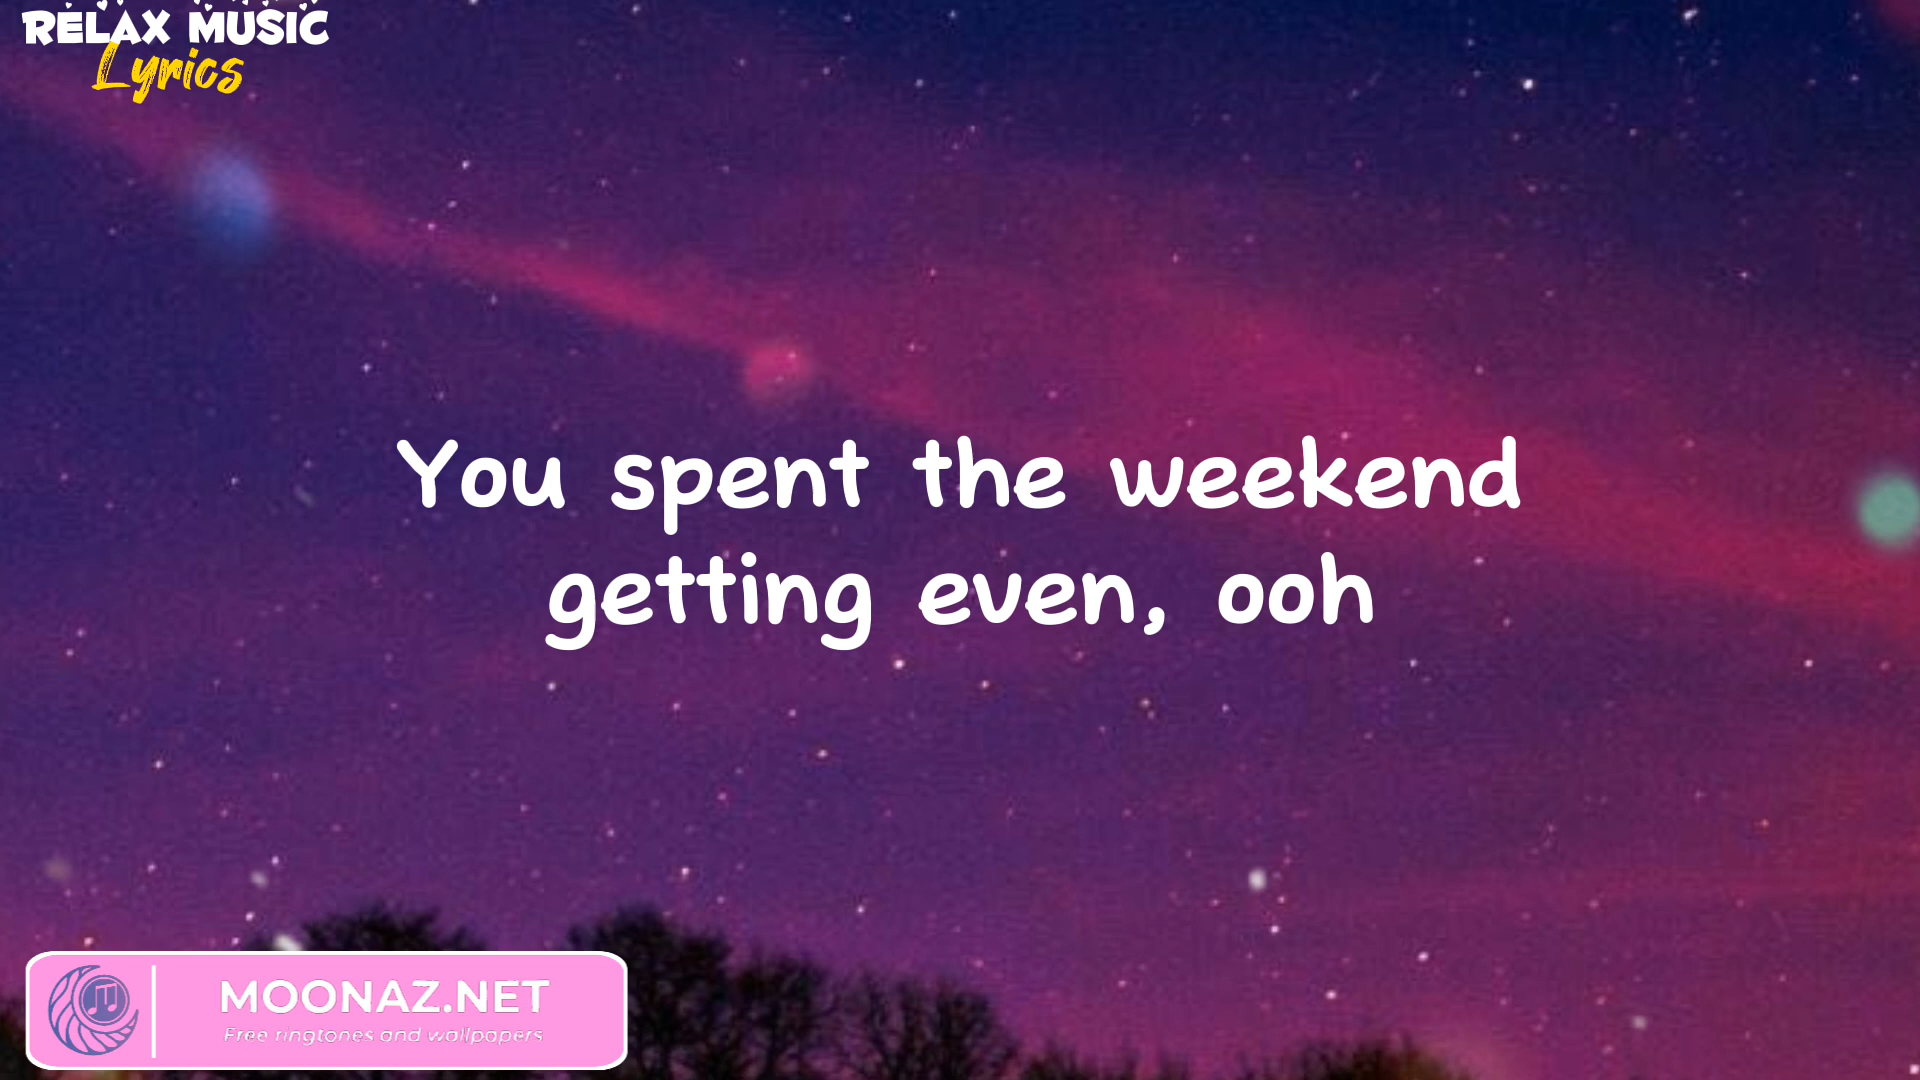 RELAX MUSIC
Lyrics
You spent the weekend
getting even, ooh
MOONAZ.NET
Free ringtones and wallpapers